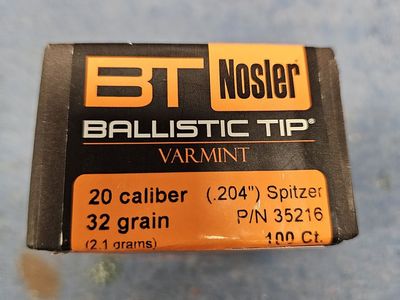 BT Nosler®
BALLISTIC TIP®
VARMINT
20 caliber (.204") Spitzer
32 grain P/N 35216
(2.1 grams) 100 Ct.